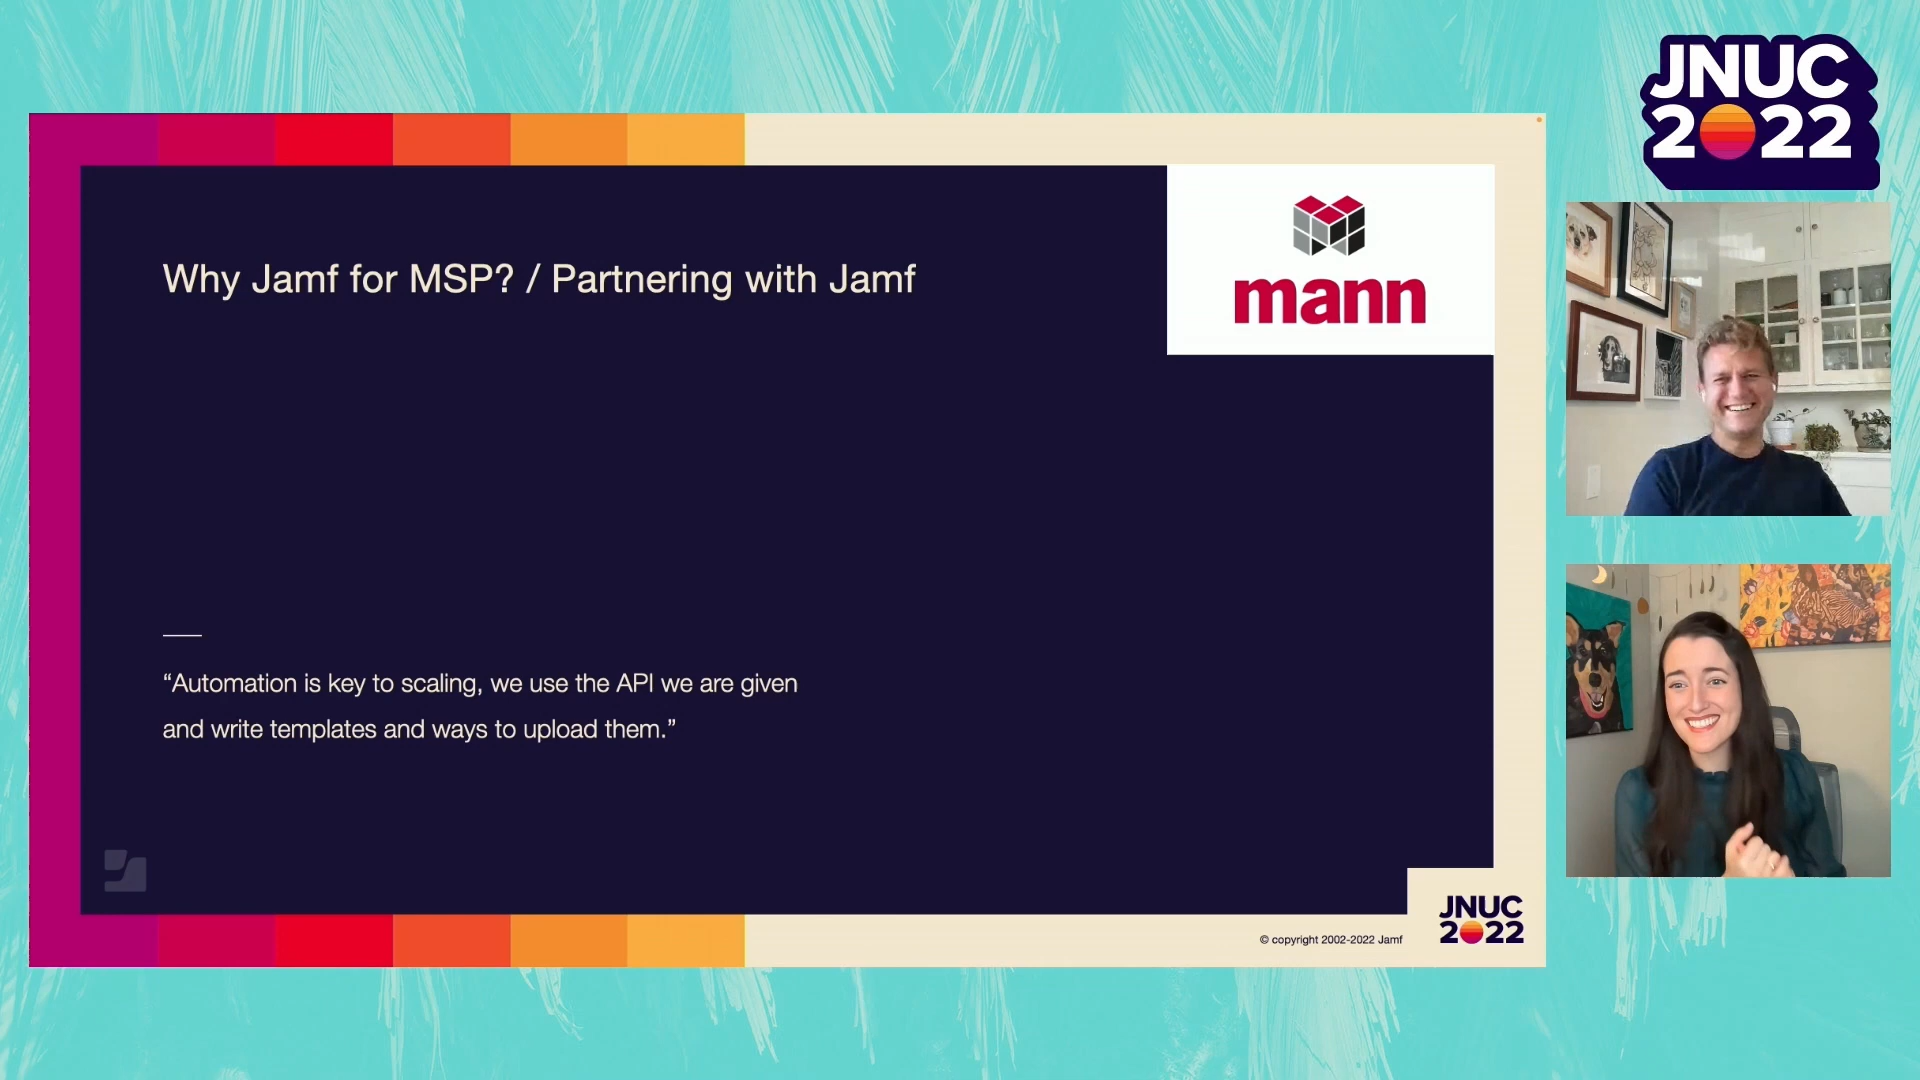 JNUC
2022
mann
Why Jamf for MSP? / Partnering with Jamf
“Automation is key to scaling, we use the API we are given
and write templates and ways to upload them.”
© copyright 2002-2022 Jamf
JNUC
2022